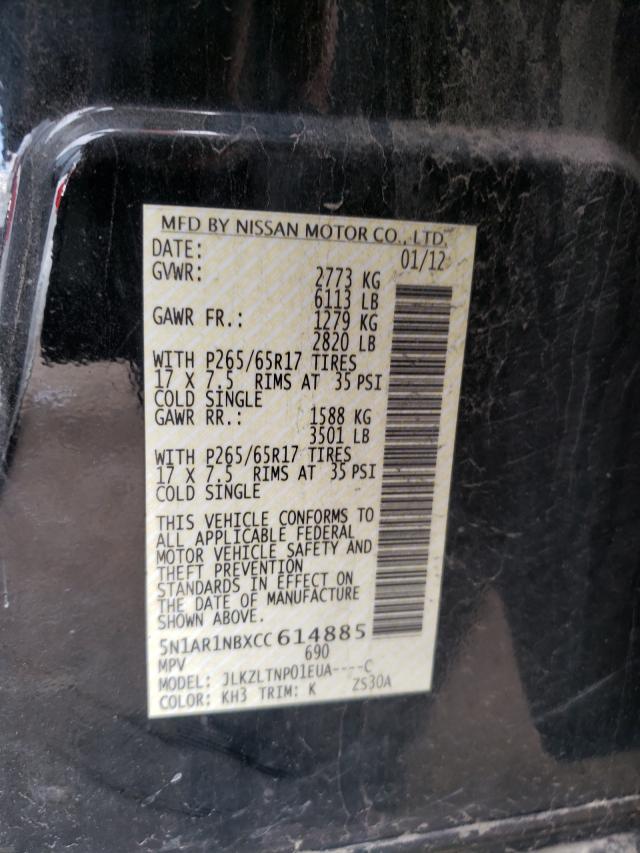 MFD BY NISSAN MOTOR CO., LTD.
DATE: 01/12
GVWR: 2773 KG
6113 LB
GAWR FR.: 1279 KG
2820 LB
WITH P265/65R17 TIRES
17 X 7.5 RIMS AT 35 PSI
COLD SINGLE
GAWR RR.: 1588 KG
3501 LB
WITH P265/65R17 TIRES
17 X 7.5 RIMS AT 35 PSI
COLD SINGLE
THIS VEHICLE CONFORMS TO
ALL APPLICABLE FEDERAL
MOTOR VEHICLE SAFETY AND
THEFT PREVENTION
STANDARDS IN EFFECT ON
THE DATE OF MANUFACTURE
SHOWN ABOVE.
5N1AR1NBXCC614885
MPV 690
MODEL: JLKZLTNP01EUA----C
COLOR: KH3 TRIM: K ZS30A